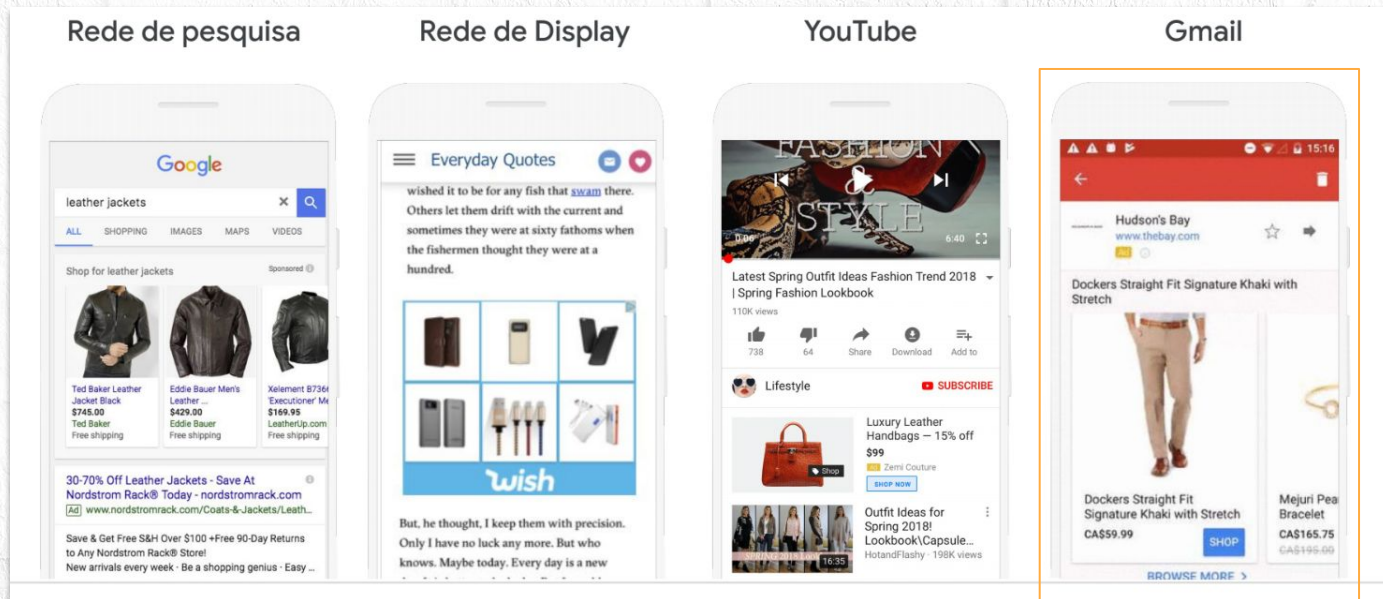 Rede de pesquisa
Rede de Display
YouTube
Gmail
Google
leather jackets
ALL SHOPPING IMAGES MAPS VIDEOS
Shop for leather jackets
Sponsored
Ted Baker Leather
Jacket Black
$745.00
Ted Baker
Free shipping
Eddie Bauer Men's
Leather ...
$429.00
Eddie Bauer
Free shipping
Xelement B736
'Executioner' Me
$169.95
LeatherUp.com
Free shipping
30-70% Off Leather Jackets - Save At
Nordstrom Rack® Today - nordstromrack.com
Ad www.nordstromrack.com/Coats-&-Jackets/Leath...
Save & Get Free S&H Over $100 +Free 90-Day Returns
to Any Nordstrom Rack® Store!
New arrivals every week · Be a shopping genius · Easy ...
Everyday Quotes
wished it to be for any fish that swam there.
Others let them drift with the current and
sometimes they were at sixty fathoms when
the fishermen thought they were at a
hundred.
wish
But, he thought, I keep them with precision.
Only I have no luck any more. But who
knows. Maybe today. Every day is a new
FASHION
&
STYLE
0:06
6:40
Latest Spring Outfit Ideas Fashion Trend 2018
| Spring Fashion Lookbook
110K views
738 64 Share Download Add to
Lifestyle
SUBSCRIBE
Shop
Luxury Leather
Handbags — 15% off
$99
Ad Zemi Couture
SHOP NOW
SPRING 2018
16:35
Outfit Ideas for
Spring 2018!
Lookbook\Capsule...
HotandFlashy · 198K views
15:16
Hudson's Bay
www.thebay.com
Ad
Dockers Straight Fit Signature Khaki with
Stretch
Dockers Straight Fit
Signature Khaki with Stretch
CA$59.99
SHOP
Mejuri Pea
Bracelet
CA$165.75
CA$195.00
BROWSE MORE >